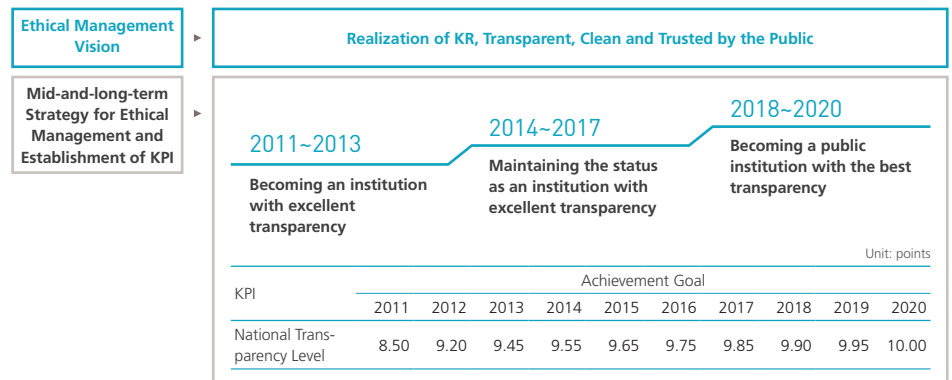 Ethical Management
Vision
►
Realization of KR, Transparent, Clean and Trusted by the Public
Mid-and-long-term
Strategy for Ethical
Management and
Establishment of KPI
►
2011~2013
Becoming an institution
with excellent
transparency
2014~2017
Maintaining the status
as an institution with
excellent transparency
2018~2020
Becoming a public
institution with the best
transparency
Unit: points
KPI
Achievement Goal
2011 2012 2013 2014 2015 2016 2017 2018 2019 2020
National Trans-
parency Level
8.50 9.20 9.45 9.55 9.65 9.75 9.85 9.90 9.95 10.00